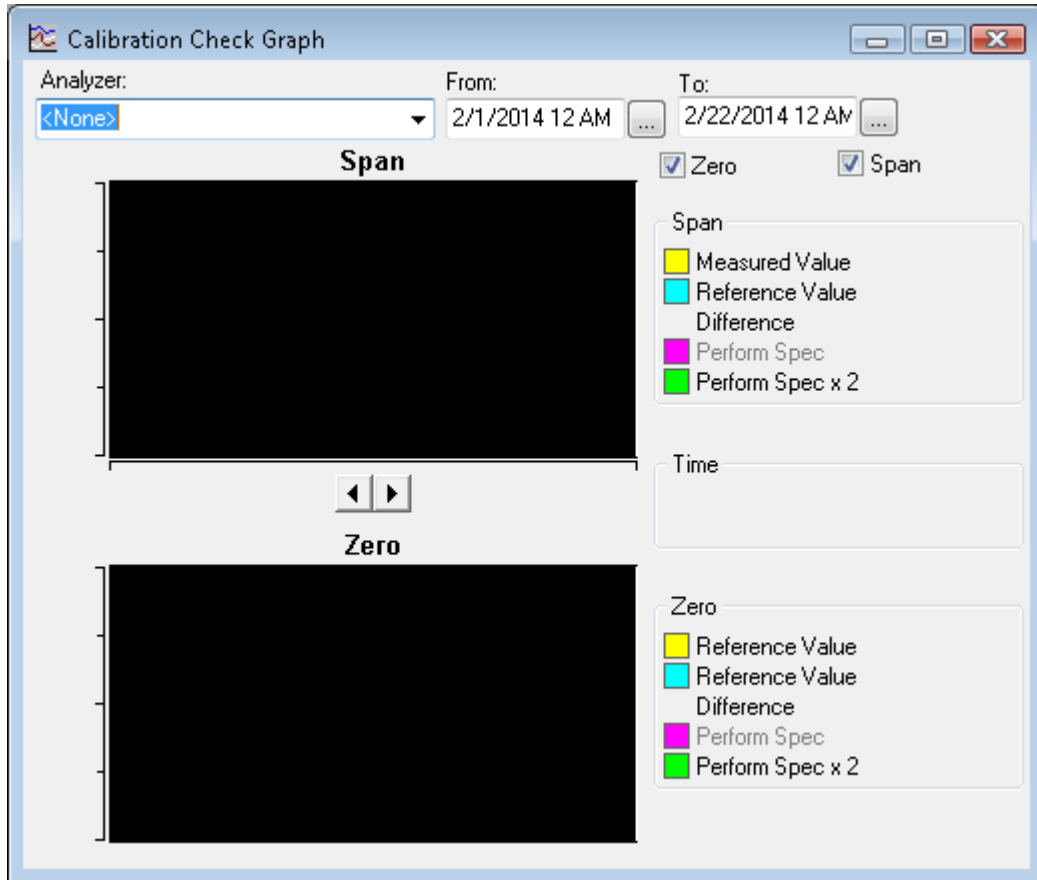 Calibration Check Graph
Analyzer:
From:
To:
<None>
2/1/2014 12 AM
...
2/22/2014 12 AM
...
Span
Zero
Span
Span
Measured Value
Reference Value
Difference
Perform Spec
Perform Spec x 2
Time
Zero
Zero
Reference Value
Reference Value
Difference
Perform Spec
Perform Spec x 2